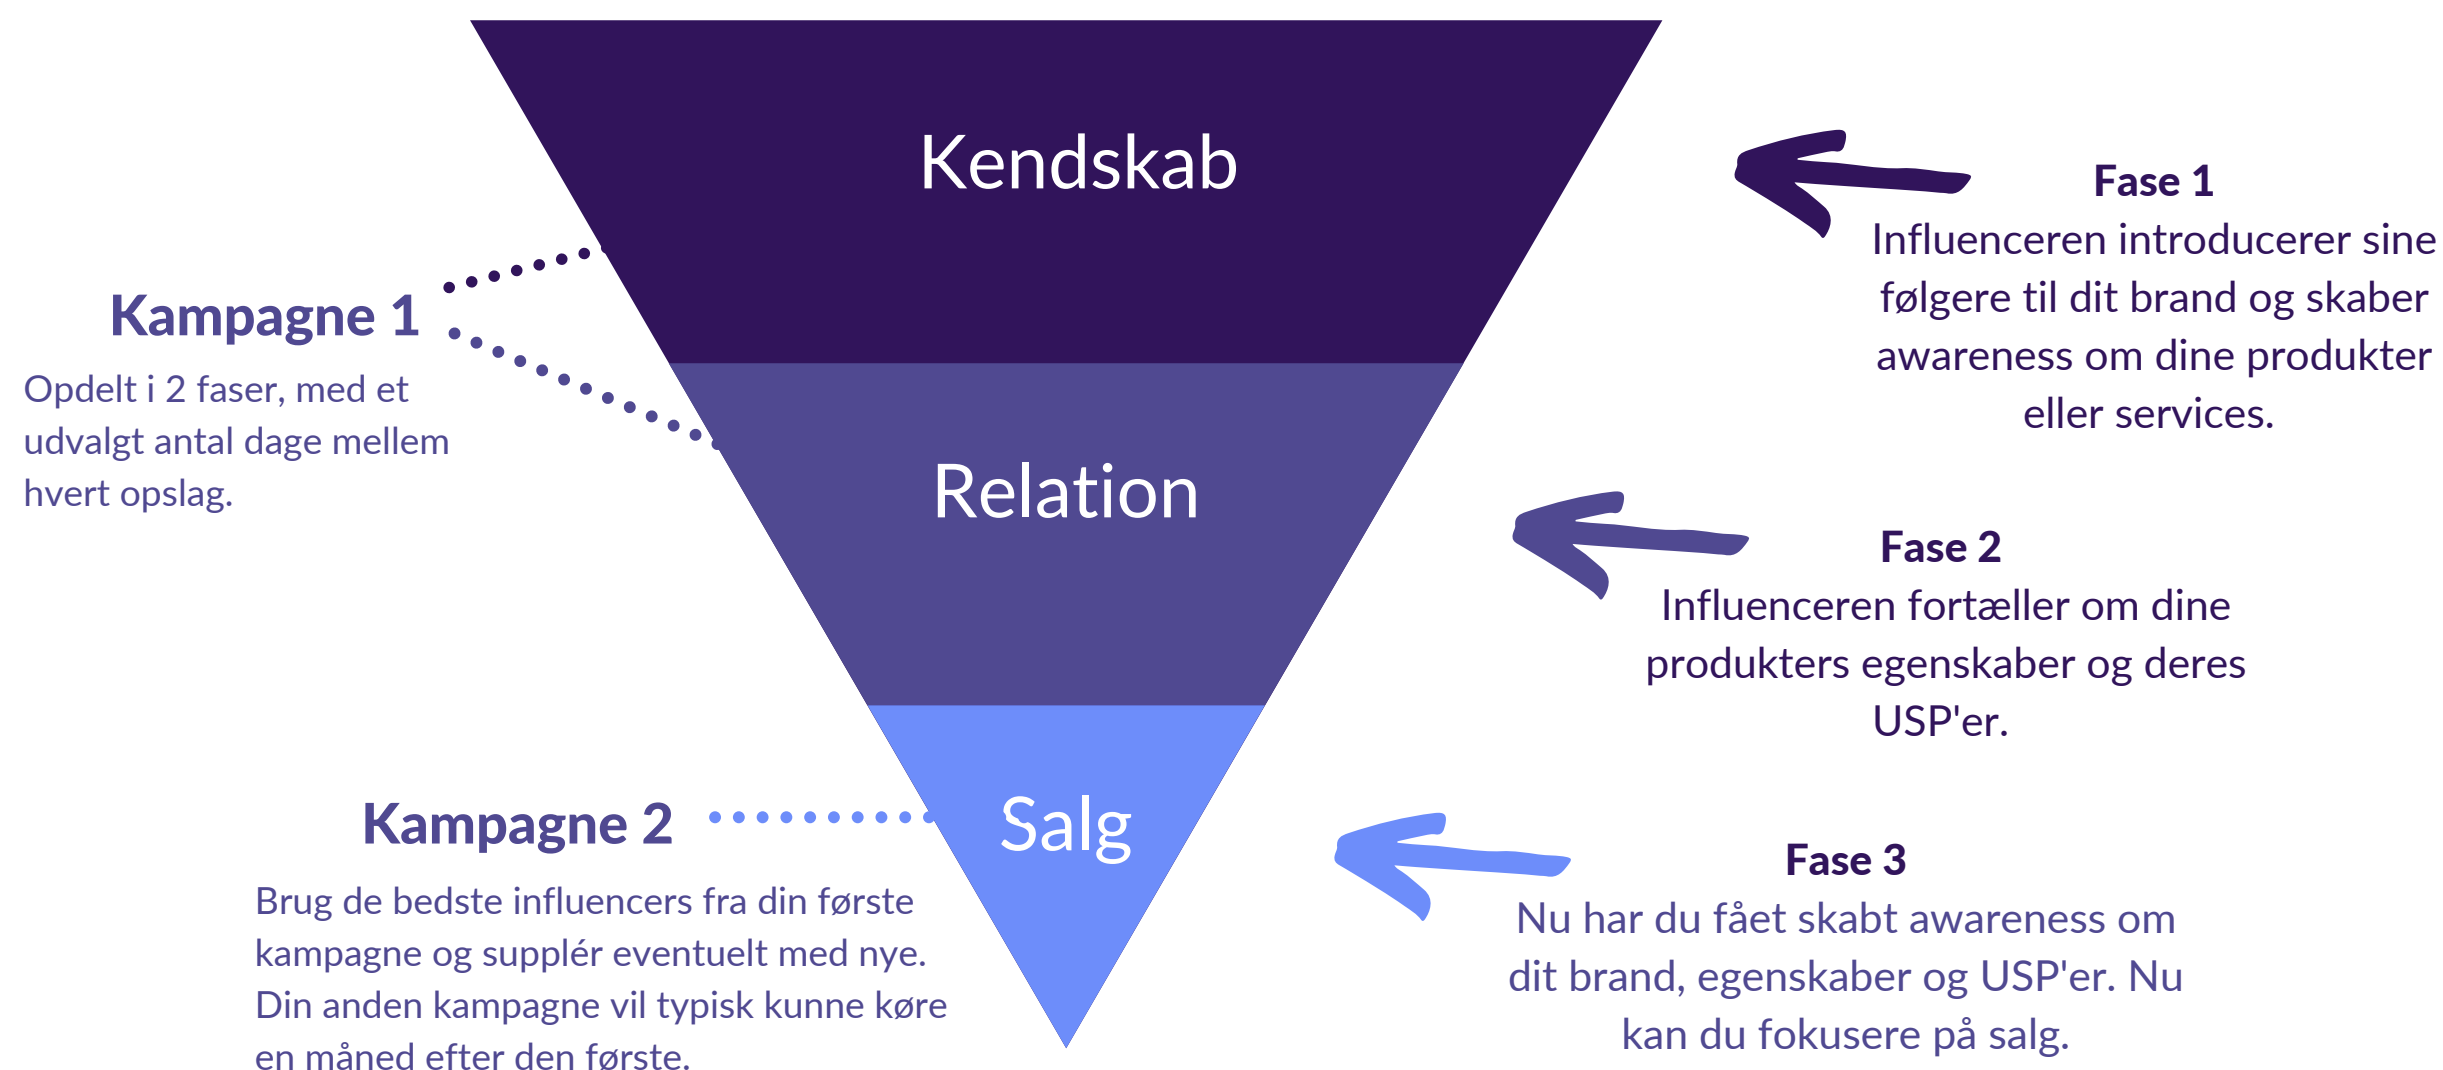 Kendskab
Fase 1
Influenceren introducerer sine
følgere til dit brand og skaber
awareness om dine produkter
eller services.
Kampagne 1
Opdelt i 2 faser, med et
udvalgt antal dage mellem
hvert opslag.
Relation
Fase 2
Influenceren fortæller om dine
produkters egenskaber og deres
USP'er.
Kampagne 2
Brug de bedste influencers fra din første
kampagne og supplér eventuelt med nye.
Din anden kampagne vil typisk kunne køre
en måned efter den første.
Salg
Fase 3
Nu har du fået skabt awareness om
dit brand, egenskaber og USP'er. Nu
kan du fokusere på salg.